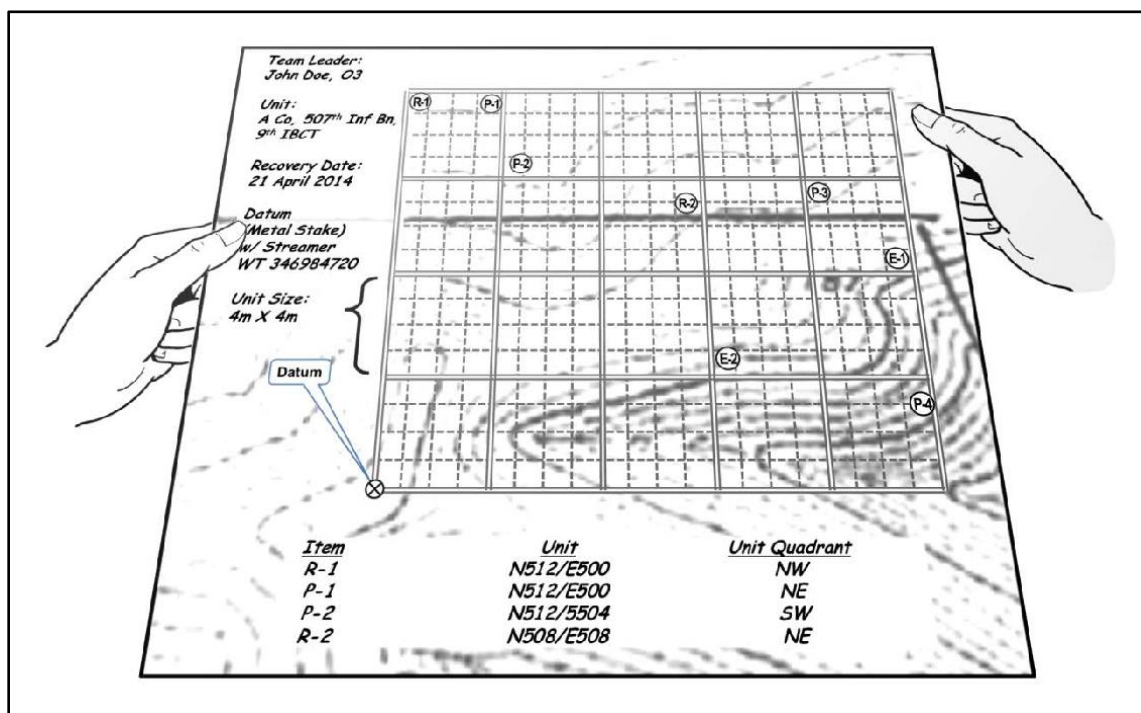 Team Leader:
John Doe, O3
Unit:
A Co, 507th Inf Bn,
9th IBCT
Recovery Date:
21 April 2014
Datum
(Metal Stake)
w/ Streamer
WT 346984720
Unit Size:
4m X 4m
Datum
R-1
P-1
P-2
R-2
P-3
E-1
E-2
P-4
Item Unit Unit Quadrant
R-1 N512/E500 NW
P-1 N512/E500 NE
P-2 N512/5504 SW
R-2 N508/E508 NE